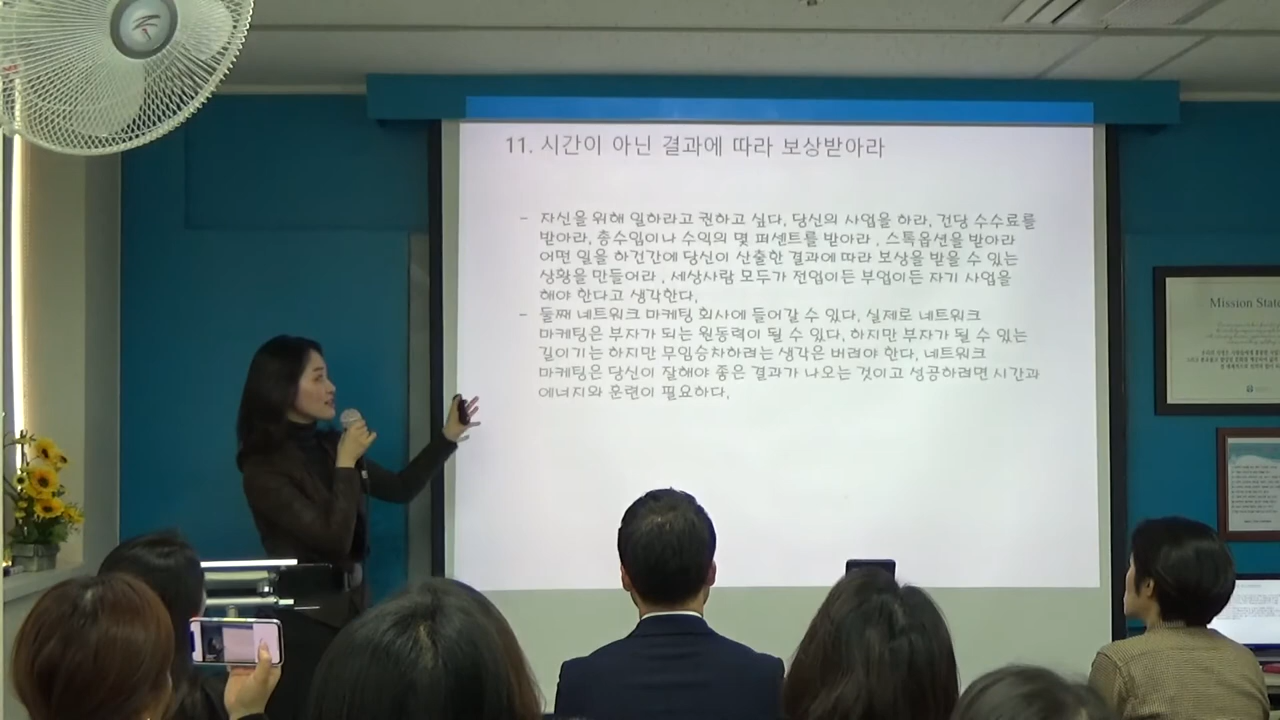 11. 시간이 아닌 결과에 따라 보상받아라
- 자신을 위해 일하라고 권하고 싶다, 당신의 사업을 하라, 건당 수수료를
받아라, 총수입이나 수익의 몇 퍼센트를 받아라 , 스톡옵션을 받아라
어떤 일을 하건간에 당신이 산출한 결과에 따라 보상을 받을 수 있는
상황을 만들어라 , 세상사람 모두가 전업이든 부업이든 자기 사업을
해야 한다고 생각한다,
- 둘째 네트워크 마케팅 회사에 들어갈 수 있다, 실제로 네트워크
마케팅은 부자가 되는 원동력이 될 수 있다, 하지만 부자가 될 수 있는
길이기는 하지만 무임승차하려는 생각은 버려야 한다, 네트워크
마케팅은 당신이 잘해야 좋은 결과가 나오는 것이고 성공하려면 시간과
에너지와 훈련이 필요하다,
Mission State